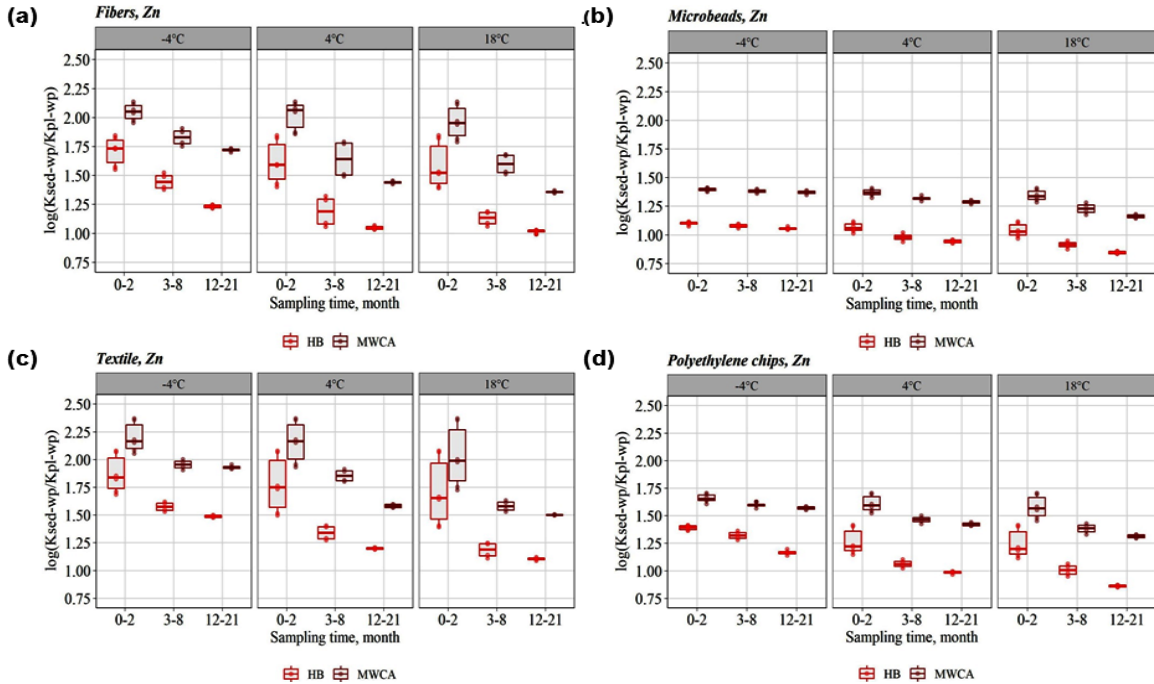 (a) Fibers, Zn
-4°C 4°C 18°C
log(Ksed-wp/Kpl-wp)
2.50
2.25
2.00
1.75
1.50
1.25
1.00
0.75
0-2 3-8 12-21 0-2 3-8 12-21 0-2 3-8 12-21
Sampling time, month
HB MWCA
(b) Microbeads, Zn
-4°C 4°C 18°C
log(Ksed-wp/Kpl-wp)
2.50
2.25
2.00
1.75
1.50
1.25
1.00
0.75
0-2 3-8 12-21 0-2 3-8 12-21 0-2 3-8 12-21
Sampling time, month
HB MWCA
(c) Textile, Zn
-4°C 4°C 18°C
log(Ksed-wp/Kpl-wp)
2.50
2.25
2.00
1.75
1.50
1.25
1.00
0.75
0-2 3-8 12-21 0-2 3-8 12-21 0-2 3-8 12-21
Sampling time, month
HB MWCA
(d) Polyethylene chips, Zn
-4°C 4°C 18°C
log(Ksed-wp/Kpl-wp)
2.50
2.25
2.00
1.75
1.50
1.25
1.00
0.75
0-2 3-8 12-21 0-2 3-8 12-21 0-2 3-8 12-21
Sampling time, month
HB MWCA